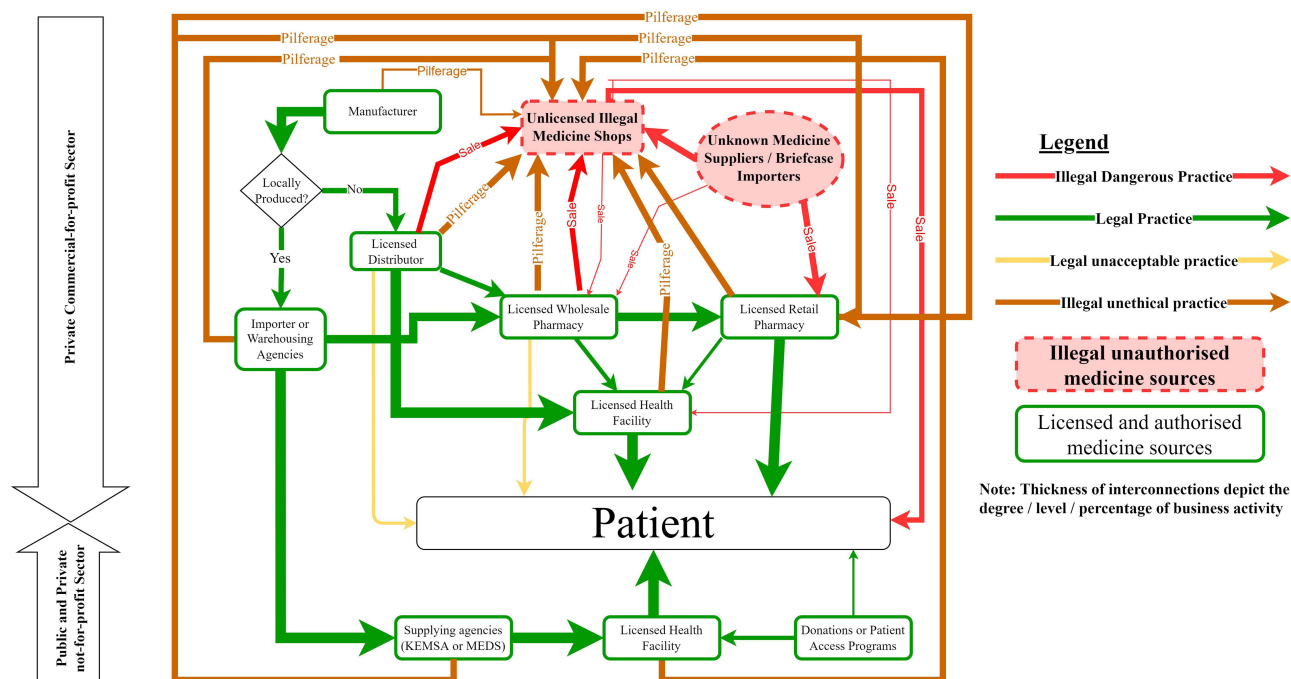 Pilferage
Pilferage
Pilferage
Pilferage
Pilferage
Manufacturer
Unlicensed Illegal
Medicine Shops
Unknown Medicine
Suppliers / Briefcase
Importers
Sale
Locally
Produced?
No
Pilferage
Sale
Sale
Sale
Licensed
Distributor
Yes
Pilferage
Sale
Sale
Pilferage
Sale
Importer or
Warehousing
Agencies
Licensed Wholesale
Pharmacy
Licensed Retail
Pharmacy
Licensed Health
Facility
Patient
Supplying agencies
(KEMSA or MEDS)
Licensed Health
Facility
Donations or Patient
Access Programs
Private Commercial-for-profit Sector
Public and Private
not-for-profit Sector
Legend
Illegal Dangerous Practice
Legal Practice
Legal unacceptable practice
Illegal unethical practice
Illegal unauthorised
medicine sources
Licensed and authorised
medicine sources
Note: Thickness of interconnections depict the
degree / level / percentage of business activity